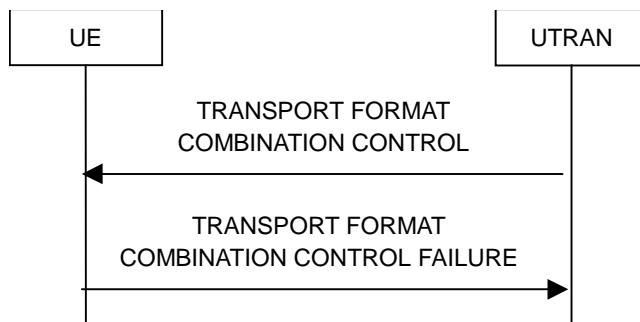 UE
UTRAN
TRANSPORT FORMAT
COMBINATION CONTROL
TRANSPORT FORMAT
COMBINATION CONTROL FAILURE